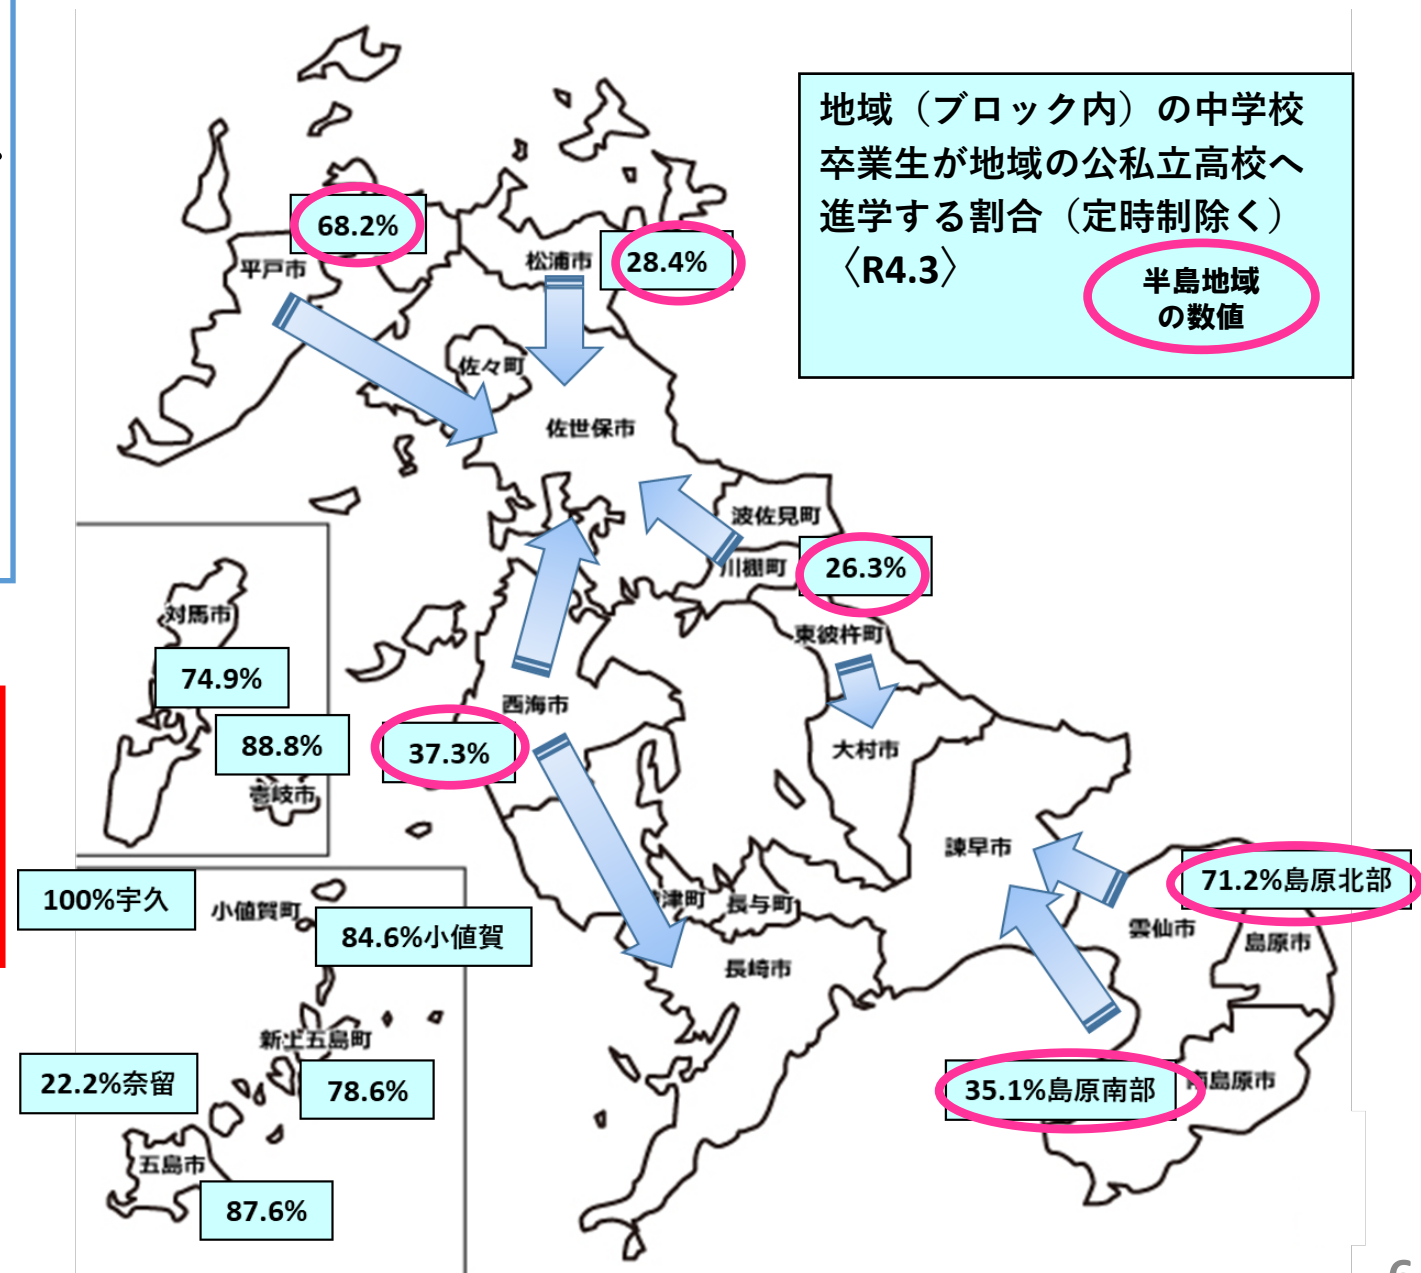 地域（ブロック内）の中学校
卒業生が地域の公私立高校へ
進学する割合（定時制除く）
〈R4.3〉
半島地域
の数値
68.2%
平戸市
松浦市
28.4%
佐々町
佐世保市
波佐見町
川棚町
26.3%
東彼杵町
対馬市
74.9%
88.8%
壱岐市
西海市
37.3%
大村市
諫早市
71.2%島原北部
雲仙市
島原市
100%宇久
小値賀町
84.6%小値賀
津町
長与町
長崎市
新上五島町
22.2%奈留
78.6%
35.1%島原南部
南島原市
五島市
87.6%